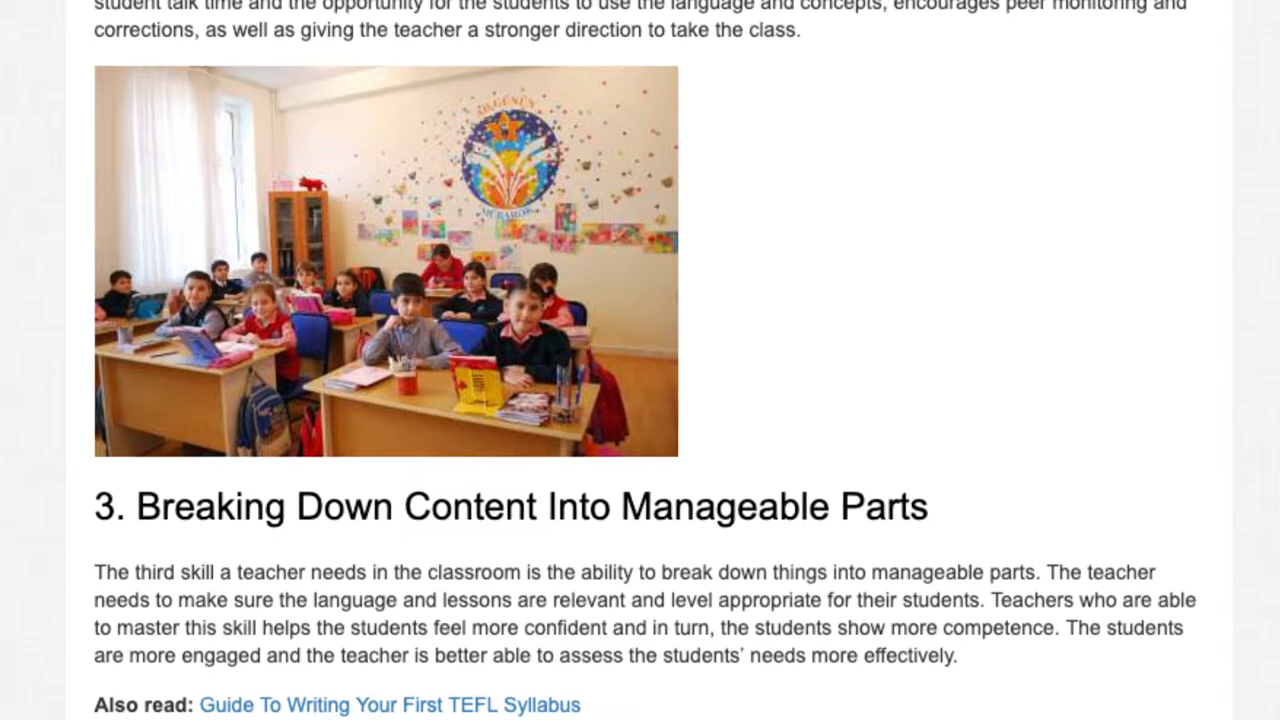 student talk time and the opportunity for the students to use the language and concepts, encourages peer monitoring and
corrections, as well as giving the teacher a stronger direction to take the class.
3. Breaking Down Content Into Manageable Parts
The third skill a teacher needs in the classroom is the ability to break down things into manageable parts. The teacher
needs to make sure the language and lessons are relevant and level appropriate for their students. Teachers who are able
to master this skill helps the students feel more confident and in turn, the students show more competence. The students
are more engaged and the teacher is better able to assess the students’ needs more effectively.
Also read: Guide To Writing Your First TEFL Syllabus